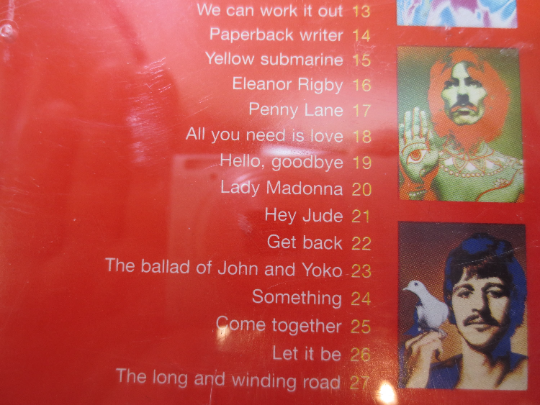 We can work it out 13
Paperback writer 14
Yellow submarine 15
Eleanor Rigby 16
Penny Lane 17
All you need is love 18
Hello, goodbye 19
Lady Madonna 20
Hey Jude 21
Get back 22
The ballad of John and Yoko 23
Something 24
Come together 25
Let it be 26
The long and winding road 27